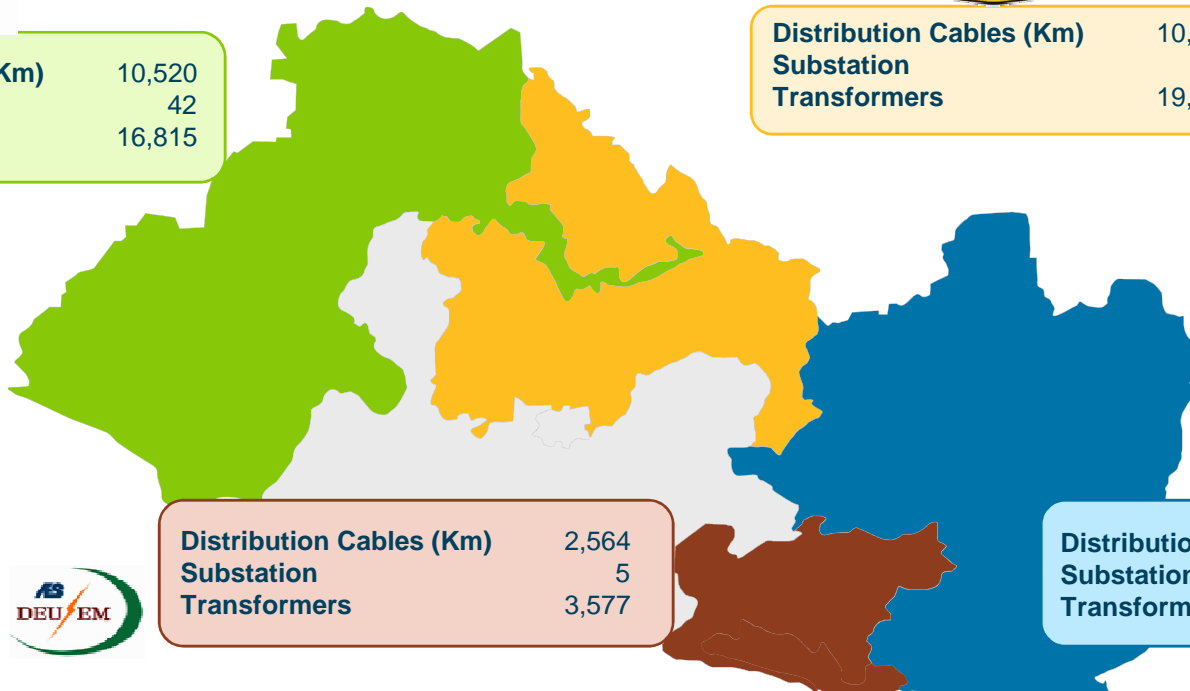 Km) 10,520
42
16,815
Distribution Cables (Km) 10,
Substation
Transformers 19,
Distribution Cables (Km) 2,564
Substation 5
Transformers 3,577
Distributio
Substation
Transform
AES
DEUSEM